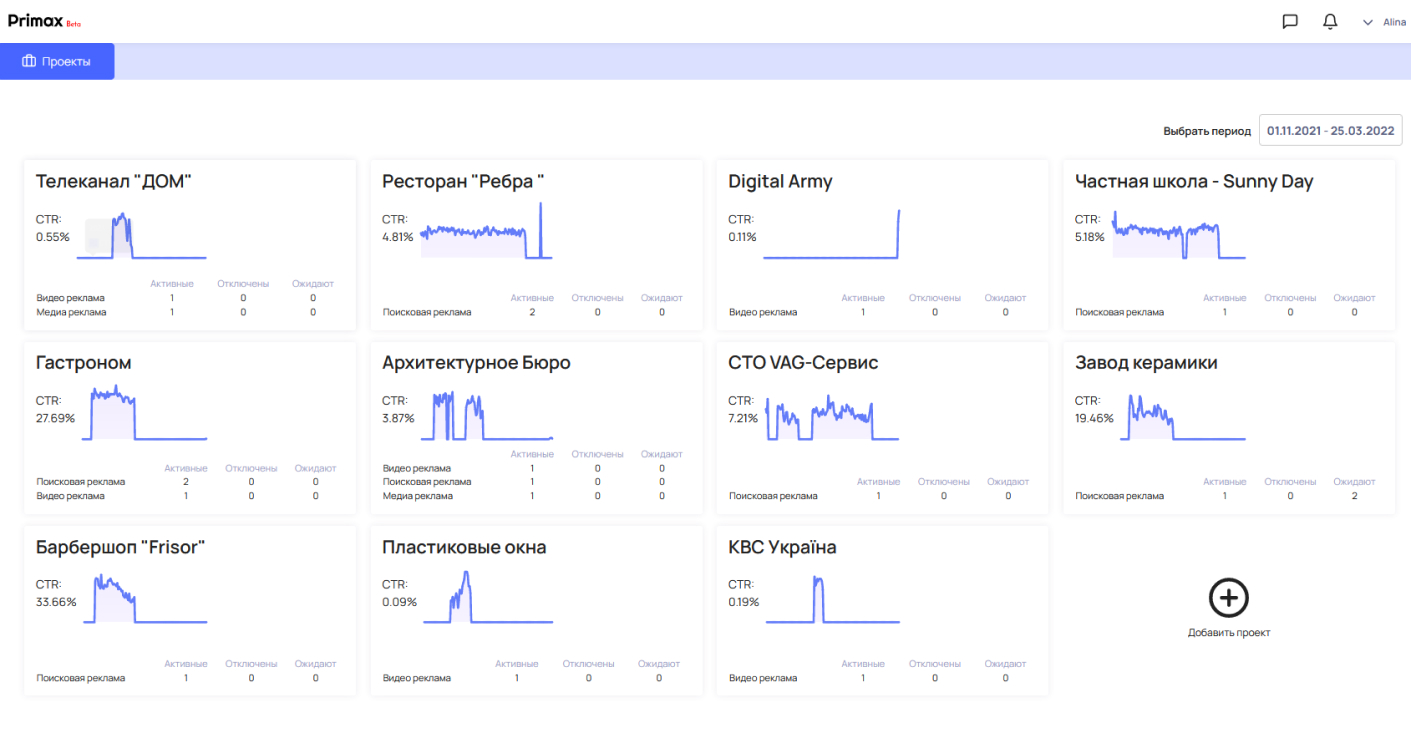 Primax Beta
Alina
Проекты
Выбрать период 01.11.2021 - 25.03.2022
Телеканал "ДОМ"
CTR:
0.55%
Активные Отключены Ожидают
Видео реклама 1 0 0
Медиа реклама 1 0 0
Ресторан "Ребра "
CTR:
4.81%
Активные Отключены Ожидают
Поисковая реклама 2 0 0
Digital Army
CTR:
0.11%
Активные Отключены Ожидают
Видео реклама 1 0 0
Частная школа - Sunny Day
CTR:
5.18%
Активные Отключены Ожидают
Поисковая реклама 1 0 0
Гастроном
CTR:
27.69%
Активные Отключены Ожидают
Поисковая реклама 2 0 0
Видео реклама 1 0 0
Архитектурное Бюро
CTR:
3.87%
Активные Отключены Ожидают
Видео реклама 1 0 0
Поисковая реклама 1 0 0
Медиа реклама 1 0 0
СТО VAG-Сервис
CTR:
7.21%
Активные Отключены Ожидают
Поисковая реклама 1 0 0
Завод керамики
CTR:
19.46%
Активные Отключены Ожидают
Поисковая реклама 1 0 2
Барбершоп "Frisor"
CTR:
33.66%
Активные Отключены Ожидают
Поисковая реклама 1 0 0
Пластиковые окна
CTR:
0.09%
Активные Отключены Ожидают
Видео реклама 1 0 0
КВС Україна
CTR:
0.19%
Активные Отключены Ожидают
Видео реклама 1 0 0
Добавить проект